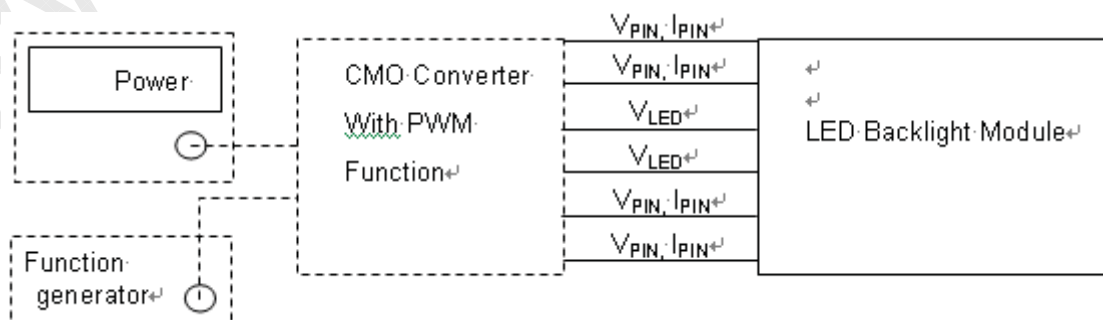 Power
Function
generator
CMO Converter
With PWM
Function
VPIN, IPIN
VPIN, IPIN
VLED
VLED
VPIN, IPIN
VPIN, IPIN
LED Backlight Module